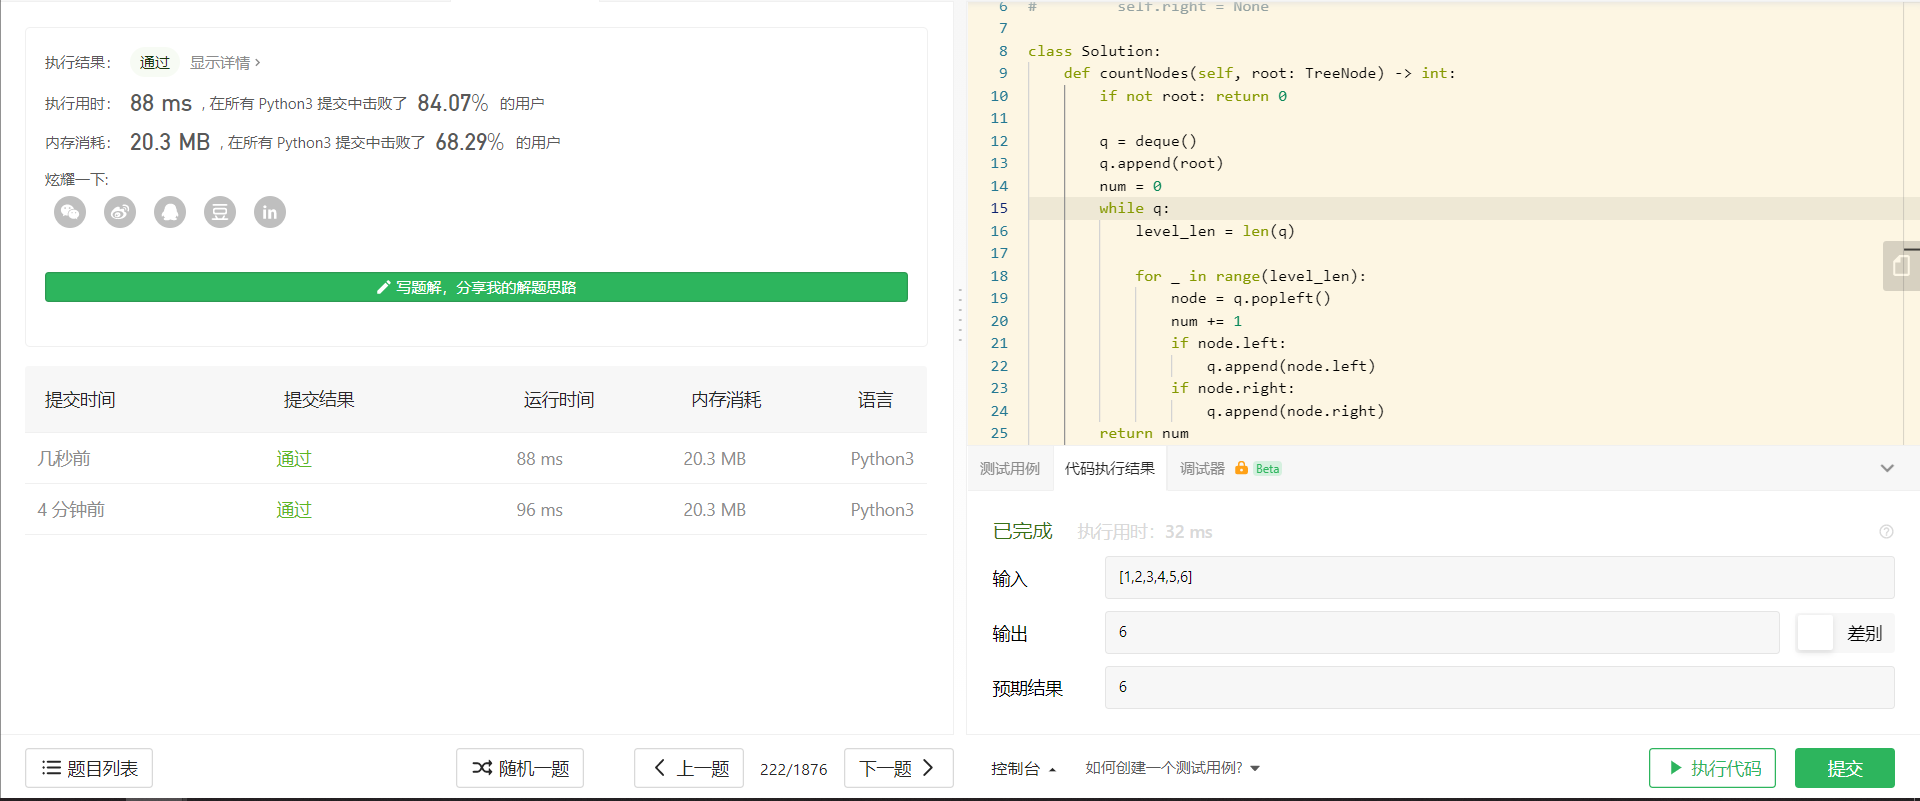 执行结果： 通过 显示详情 >
执行用时： 88 ms , 在所有 Python3 提交中击败了 84.07% 的用户
内存消耗： 20.3 MB , 在所有 Python3 提交中击败了 68.29% 的用户
炫耀一下:
写题解，分享我的解题思路
提交时间 提交结果 运行时间 内存消耗 语言
几秒前 通过 88 ms 20.3 MB Python3
4 分钟前 通过 96 ms 20.3 MB Python3
题目列表 随机一题 上一题 222/1876 下一题
6 #         self.right = None
7
8 class Solution:
9     def countNodes(self, root: TreeNode) -> int:
10         if not root: return 0
11
12         q = deque()
13         q.append(root)
14         num = 0
15         while q:
16             level_len = len(q)
17
18             for _ in range(level_len):
19                 node = q.popleft()
20                 num += 1
21                 if node.left:
22                     q.append(node.left)
23                 if node.right:
24                     q.append(node.right)
25         return num
测试用例 代码执行结果 调试器 Beta
已完成 执行用时：32 ms
输入 [1,2,3,4,5,6]
输出 6 差别
预期结果 6
控制台 如何创建一个测试用例? 执行代码 提交